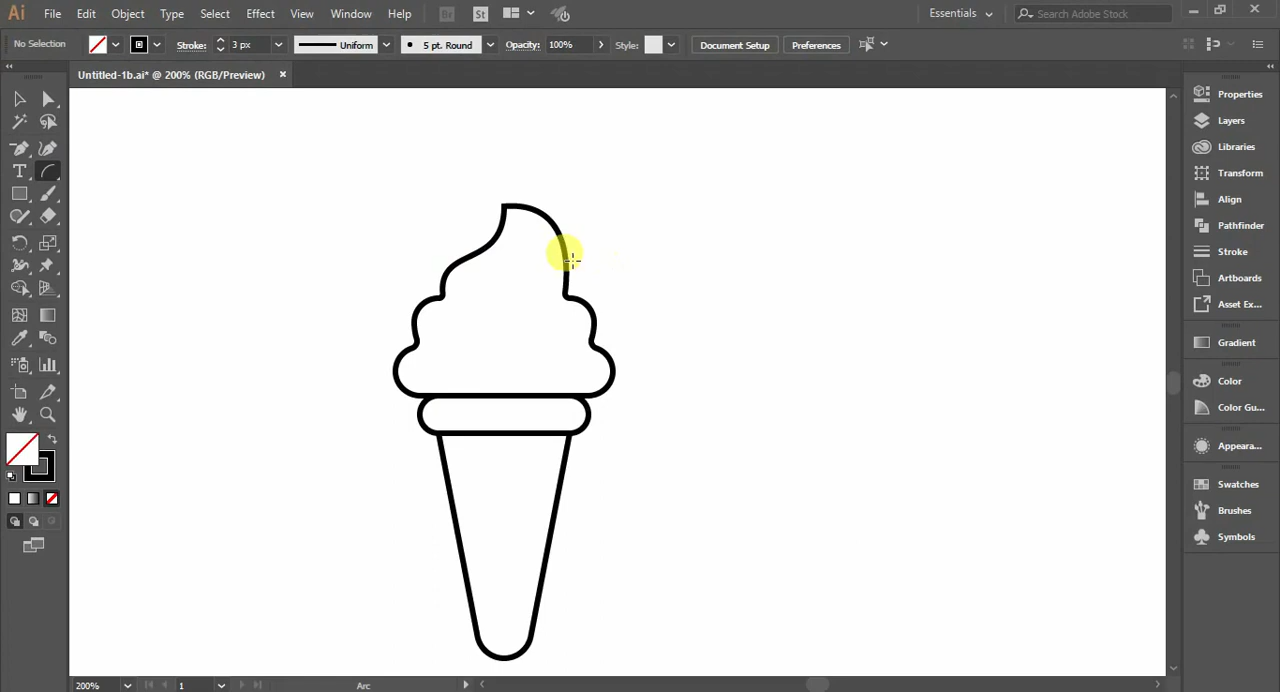 Ai File Edit Object Type Select Effect View Window Help Br St Essentials Search Adobe Stock
No Selection Stroke: 3 px Uniform 5 pt. Round Opacity: 100% Style: Document Setup Preferences
Untitled-1b.ai* @ 200% (RGB/Preview)
Properties
Layers
Libraries
Transform
Align
Pathfinder
Stroke
Artboards
Asset Ex...
Gradient
Color
Color Gu...
Appeara...
Swatches
Brushes
Symbols
200% 1 Arc